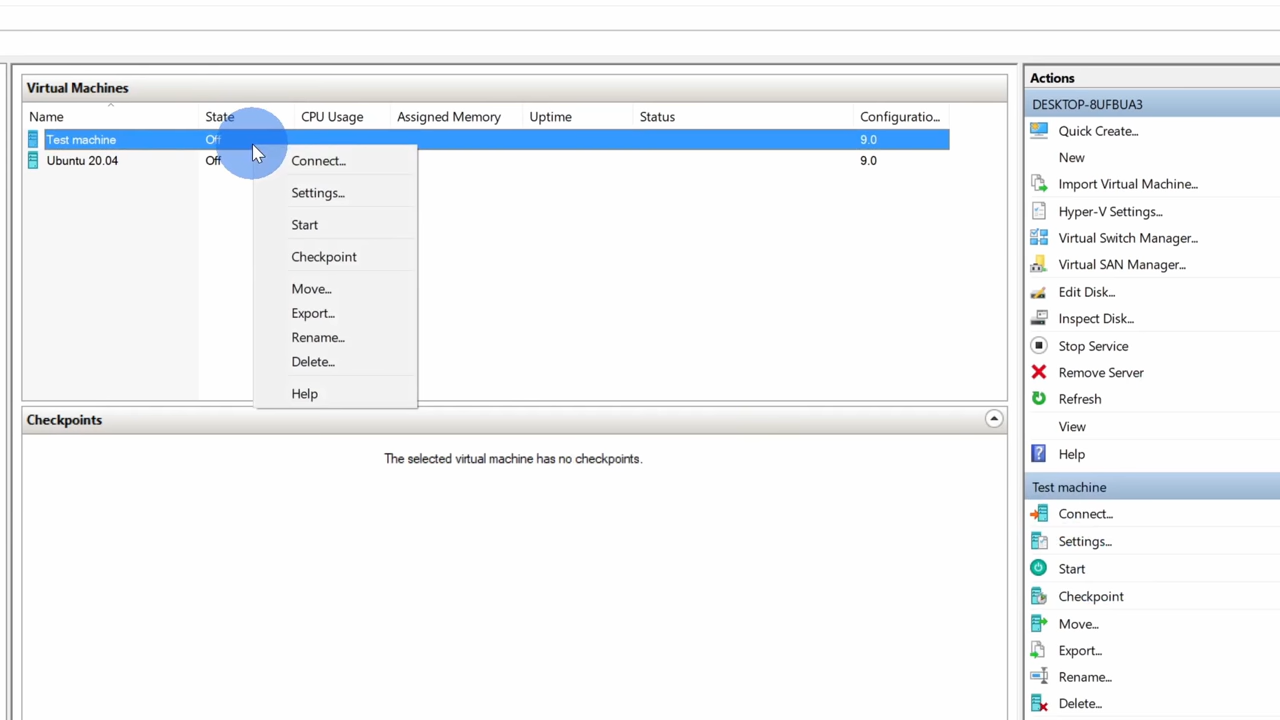 Virtual Machines
Name State CPU Usage Assigned Memory Uptime Status Configuratio...
Test machine Off 9.0
Ubuntu 20.04 Off 9.0
Connect...
Settings...
Start
Checkpoint
Move...
Export...
Rename...
Delete...
Help
Checkpoints
The selected virtual machine has no checkpoints.
Actions
DESKTOP-8UFBUA3
Quick Create...
New
Import Virtual Machine...
Hyper-V Settings...
Virtual Switch Manager...
Virtual SAN Manager...
Edit Disk...
Inspect Disk...
Stop Service
Remove Server
Refresh
View
Help
Test machine
Connect...
Settings...
Start
Checkpoint
Move...
Export...
Rename...
Delete...